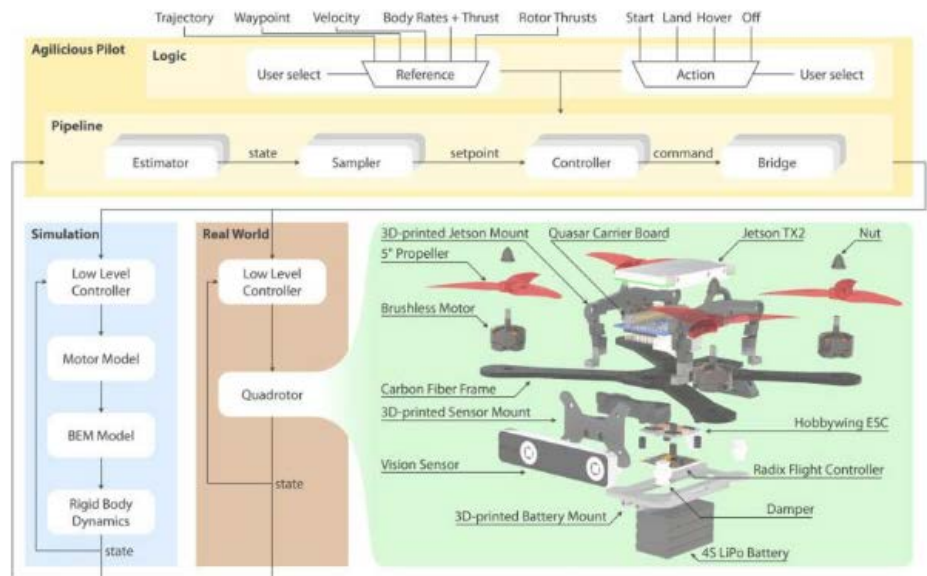 Trajectory Waypoint Velocity Body Rates + Thrust Rotor Thrusts Start Land Hover Off
Agilicious Pilot
Logic
User select
Reference
Action
User select
Pipeline
Estimator
state
Sampler
setpoint
Controller
command
Bridge
Simulation
Low Level
Controller
Motor Model
BEM Model
Rigid Body
Dynamics
state
Real World
Low Level
Controller
Quadrotor
state
3D-printed Jetson Mount
Quasar Carrier Board
Jetson TX2
Nut
5" Propeller
Brushless Motor
Carbon Fiber Frame
3D-printed Sensor Mount
Hobbywing ESC
Vision Sensor
Radix Flight Controller
Damper
3D-printed Battery Mount
4S LiPo Battery